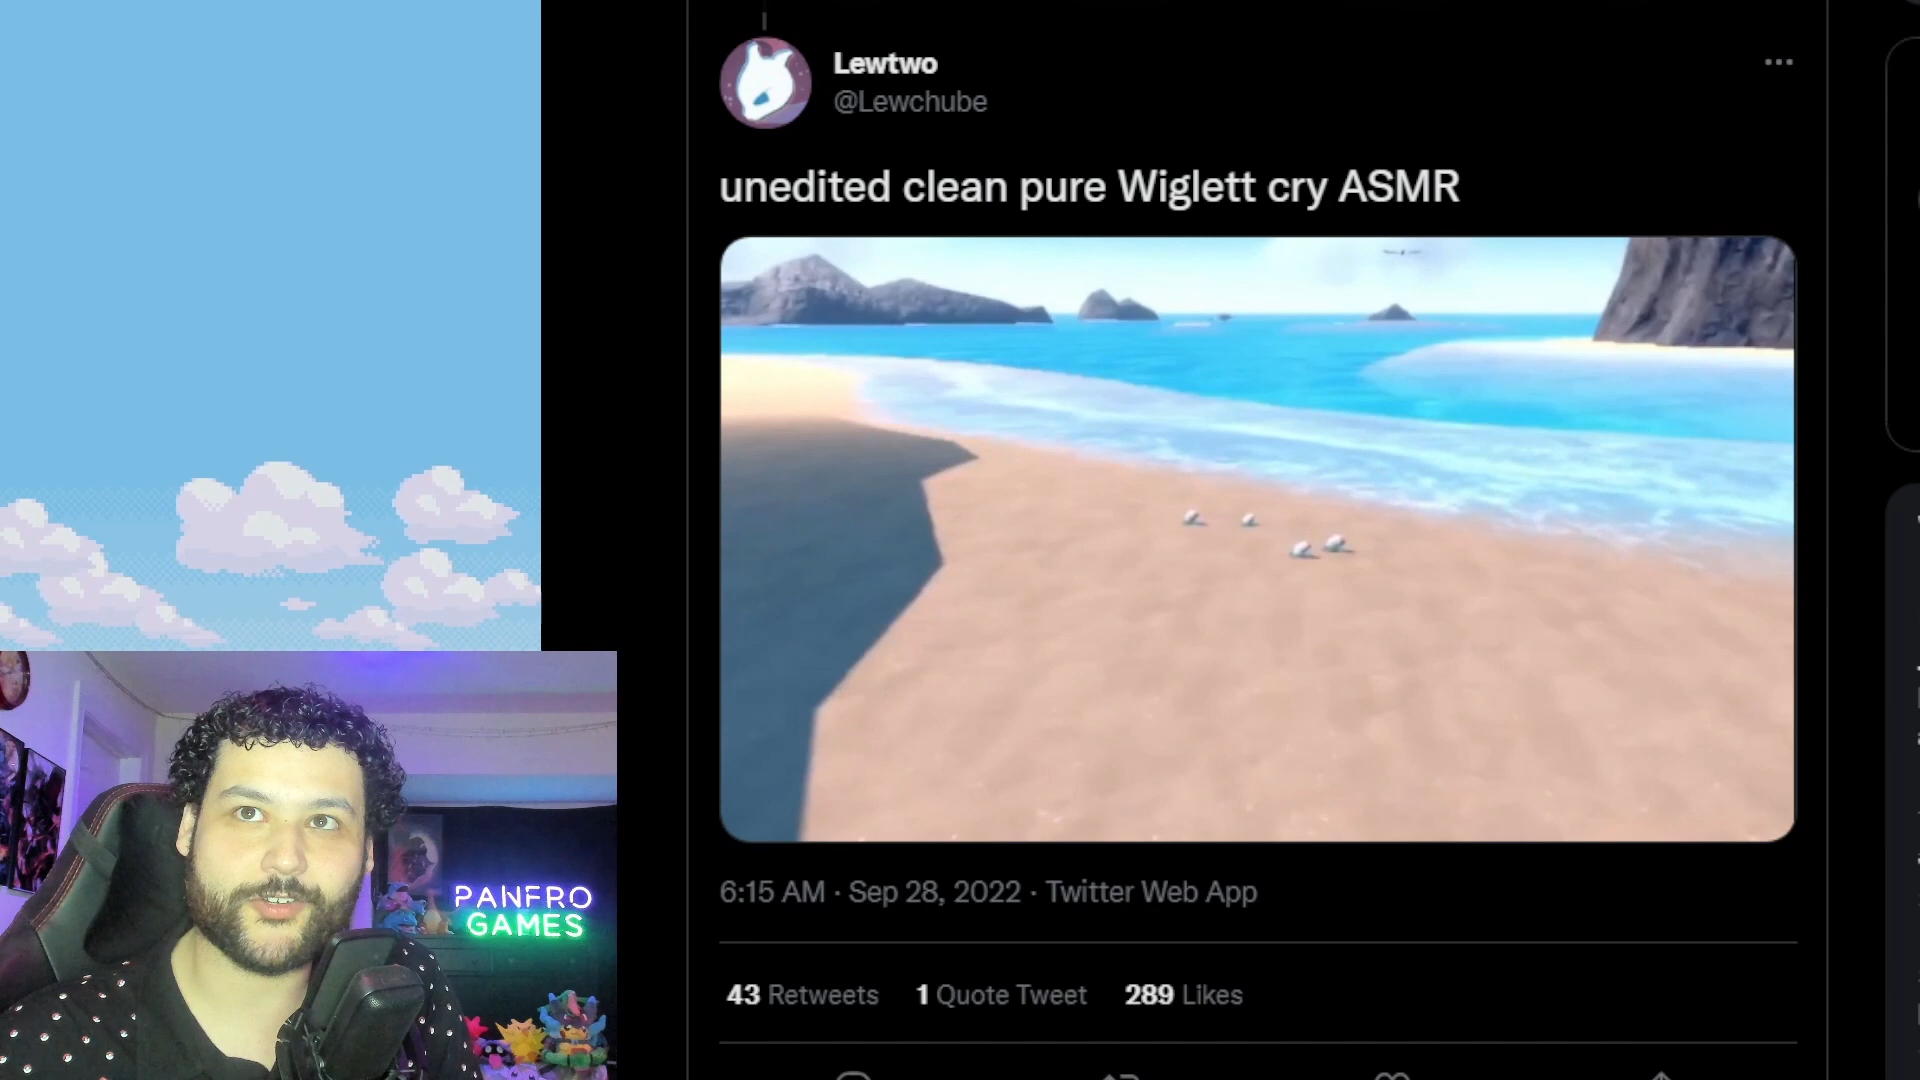 Lewtwo
@Lewchube
unedited clean pure Wiglett cry ASMR
6:15 AM · Sep 28, 2022 · Twitter Web App
43 Retweets 1 Quote Tweet 289 Likes
PANFRO
GAMES